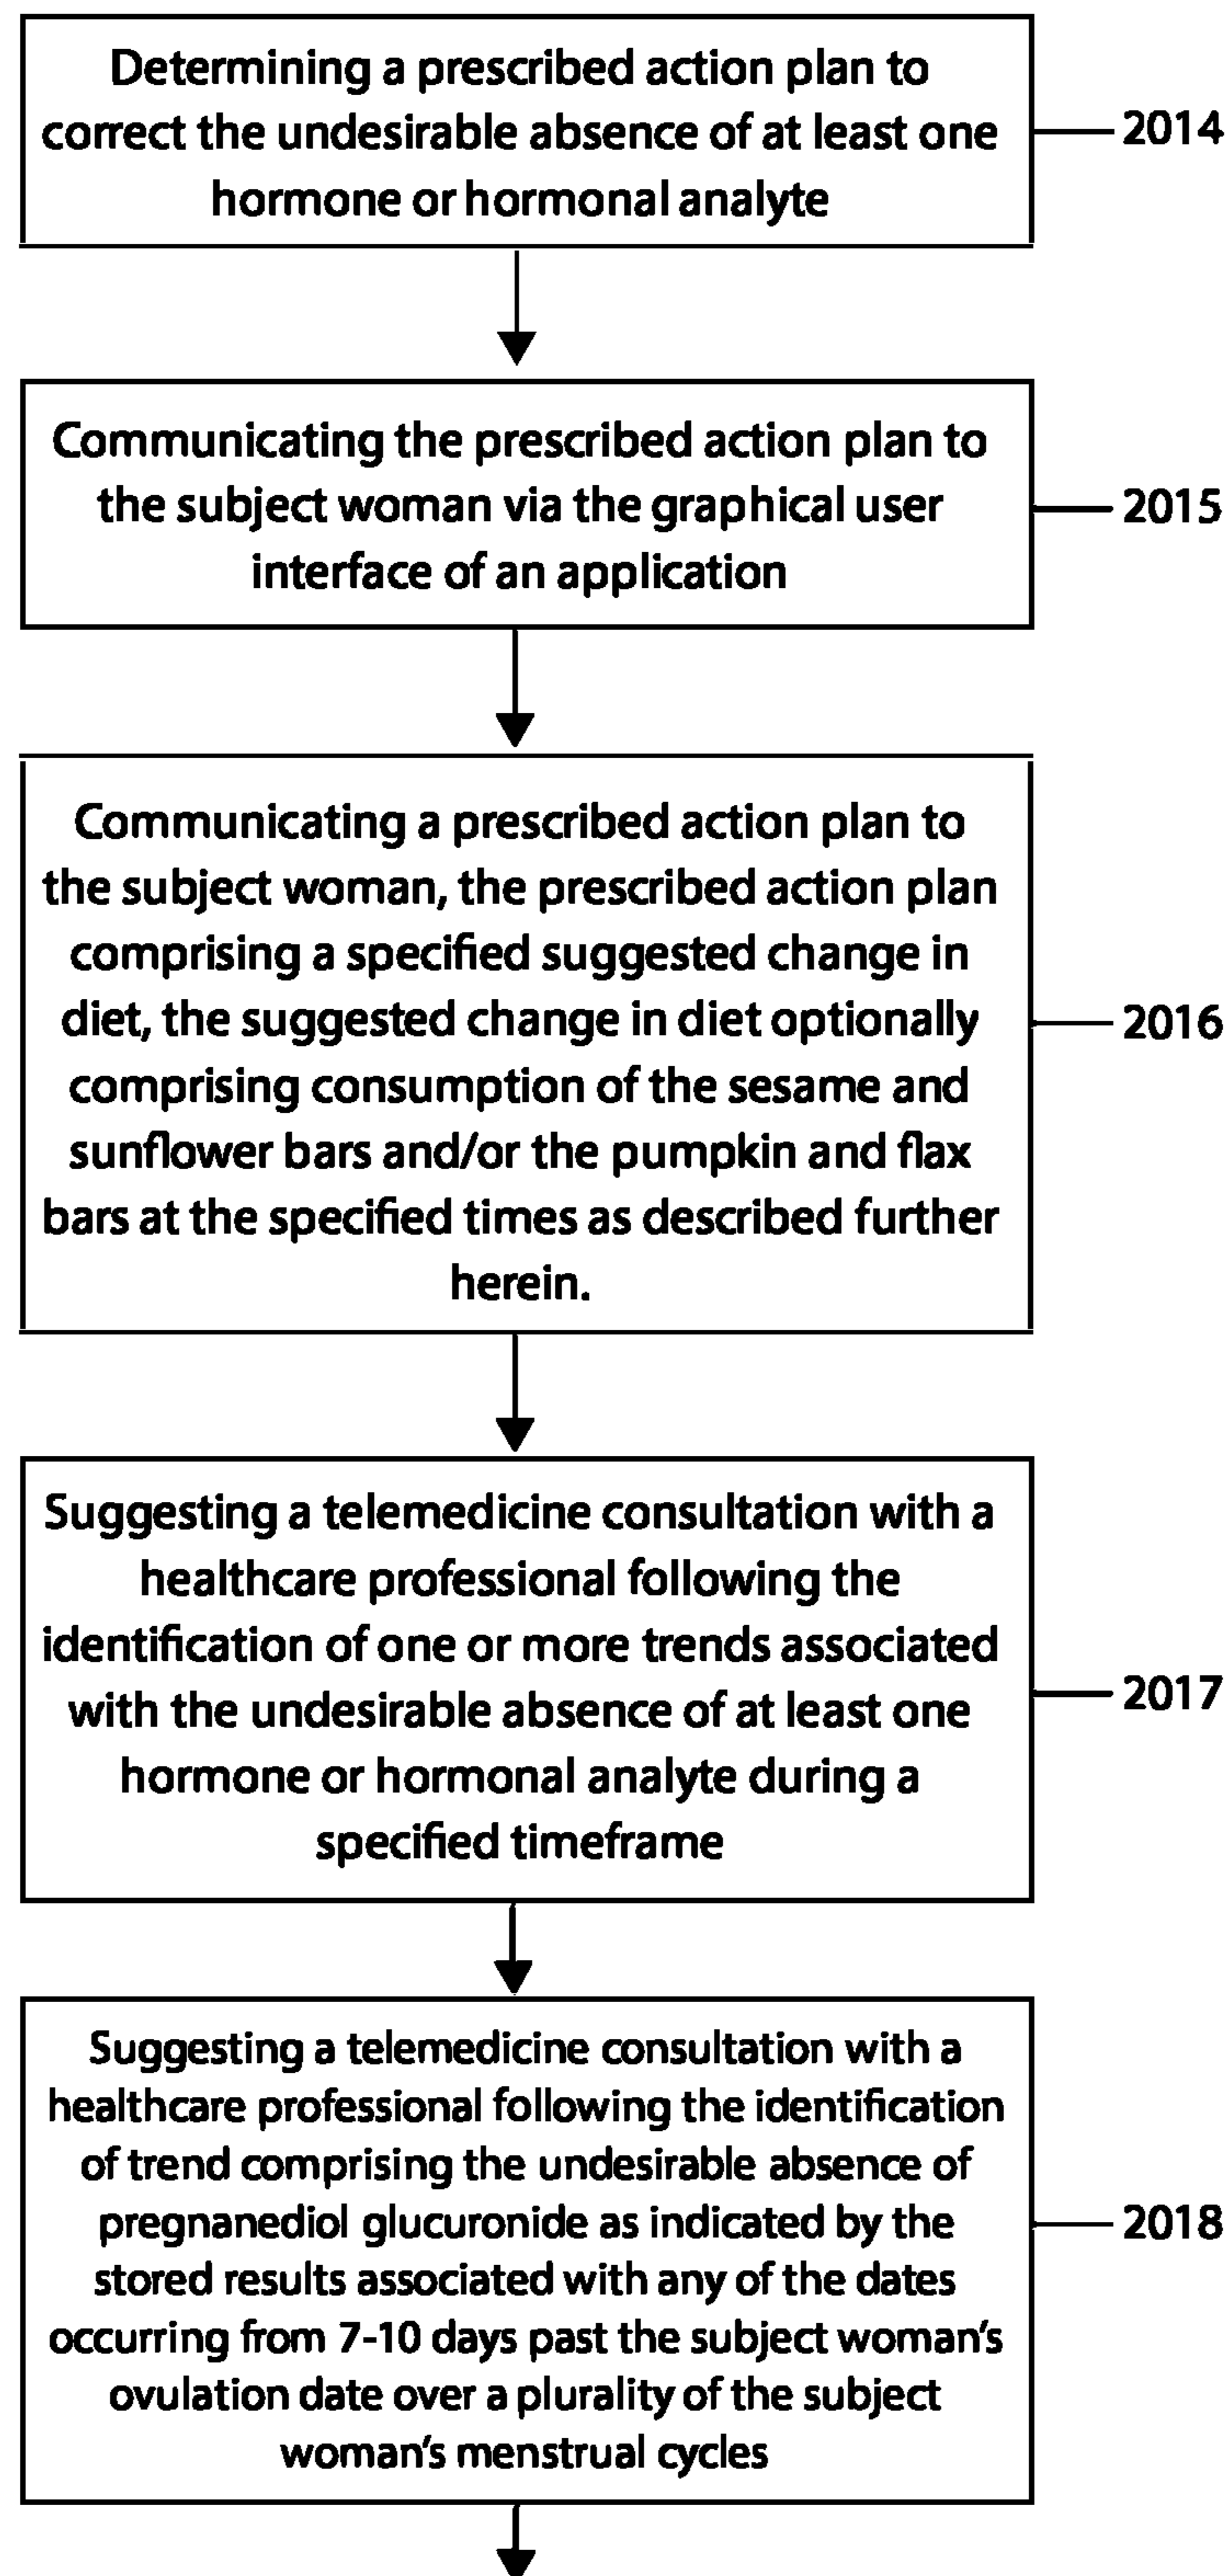 Determining a prescribed action plan to
correct the undesirable absence of at least one
hormone or hormonal analyte
2014
Communicating the prescribed action plan to
the subject woman via the graphical user
interface of an application
2015
Communicating a prescribed action plan to
the subject woman, the prescribed action plan
comprising a specified suggested change in
diet, the suggested change in diet optionally
comprising consumption of the sesame and
sunflower bars and/or the pumpkin and flax
bars at the specified times as described further
herein.
2016
Suggesting a telemedicine consultation with a
healthcare professional following the
identification of one or more trends associated
with the undesirable absence of at least one
hormone or hormonal analyte during a
specified timeframe
2017
Suggesting a telemedicine consultation with a
healthcare professional following the identification
of trend comprising the undesirable absence of
pregnanediol glucuronide as indicated by the
stored results associated with any of the dates
occurring from 7-10 days past the subject woman's
ovulation date over a plurality of the subject
woman's menstrual cycles
2018